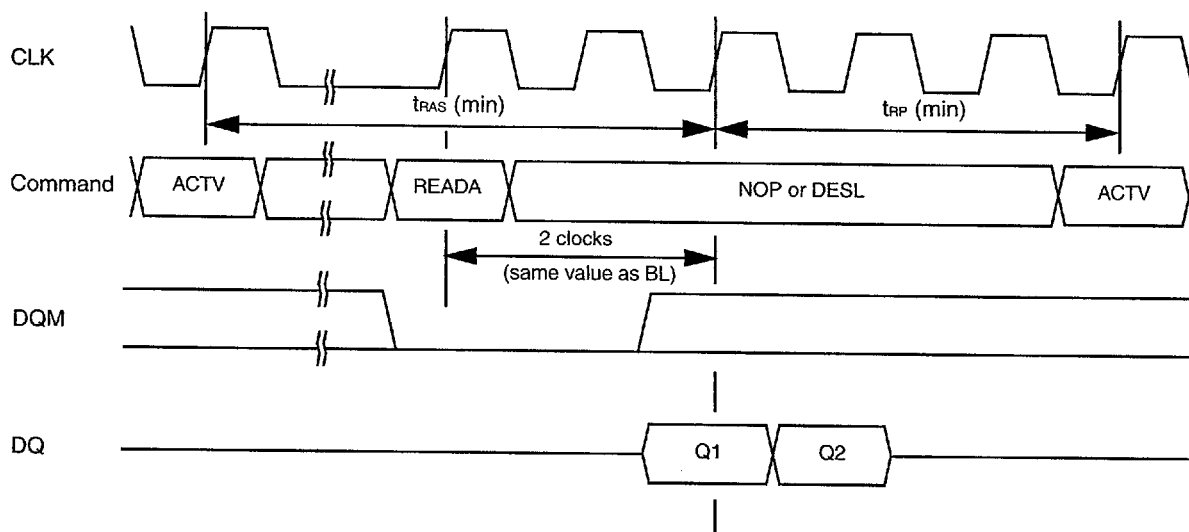 CLK
tRAS (min)
tRP (min)
Command
ACTV
READA
NOP or DESL
ACTV
2 clocks
(same value as BL)
DQM
DQ
Q1
Q2